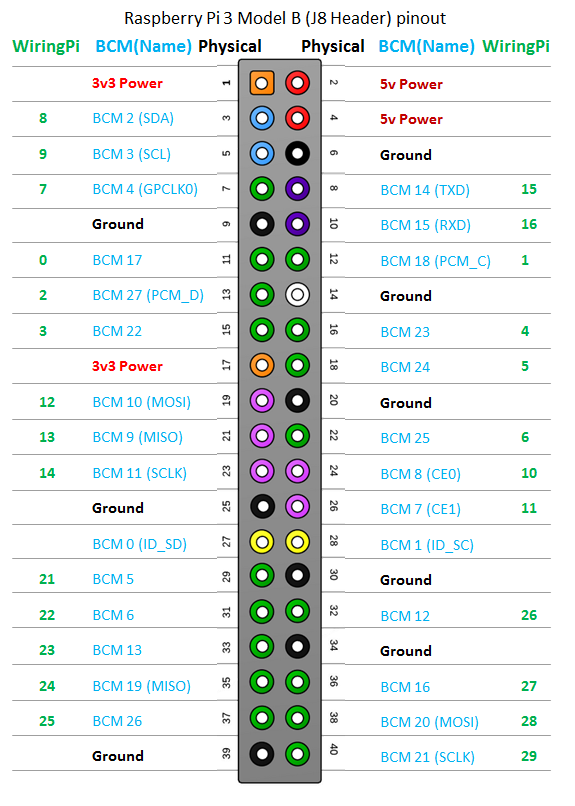 Raspberry Pi 3 Model B (J8 Header) pinout
WiringPi BCM(Name) Physical Physical BCM(Name) WiringPi
3v3 Power 1 2 5v Power
8 BCM 2 (SDA) 3 4 5v Power
9 BCM 3 (SCL) 5 6 Ground
7 BCM 4 (GPCLK0) 7 8 BCM 14 (TXD) 15
Ground 9 10 BCM 15 (RXD) 16
0 BCM 17 11 12 BCM 18 (PCM_C) 1
2 BCM 27 (PCM_D) 13 14 Ground
3 BCM 22 15 16 BCM 23 4
3v3 Power 17 18 BCM 24 5
12 BCM 10 (MOSI) 19 20 Ground
13 BCM 9 (MISO) 21 22 BCM 25 6
14 BCM 11 (SCLK) 23 24 BCM 8 (CE0) 10
Ground 25 26 BCM 7 (CE1) 11
BCM 0 (ID_SD) 27 28 BCM 1 (ID_SC)
21 BCM 5 29 30 Ground
22 BCM 6 31 32 BCM 12 26
23 BCM 13 33 34 Ground
24 BCM 19 (MISO) 35 36 BCM 16 27
25 BCM 26 37 38 BCM 20 (MOSI) 28
Ground 39 40 BCM 21 (SCLK) 29